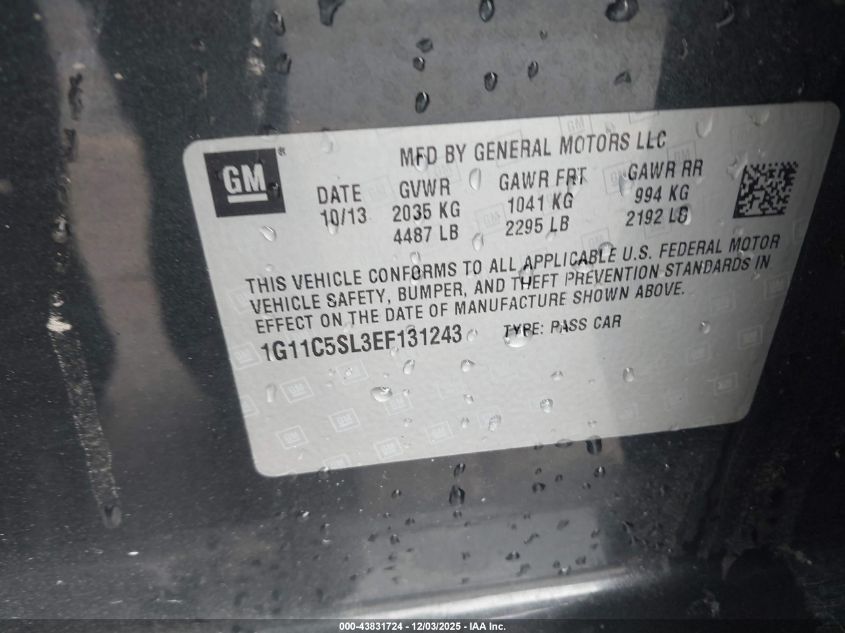 GM®
MFD BY GENERAL MOTORS LLC
DATE GVWR GAWR FRT GAWR RR
10/13 2035 KG 1041 KG 994 KG
4487 LB 2295 LB 2192 LB
THIS VEHICLE CONFORMS TO ALL APPLICABLE U.S. FEDERAL MOTOR
VEHICLE SAFETY, BUMPER, AND THEFT PREVENTION STANDARDS IN
EFFECT ON THE DATE OF MANUFACTURE SHOWN ABOVE.
1G11C5SL3EF131243 TYPE: PASS CAR
000-43831724 | 12/03/2025 - IAA Inc.